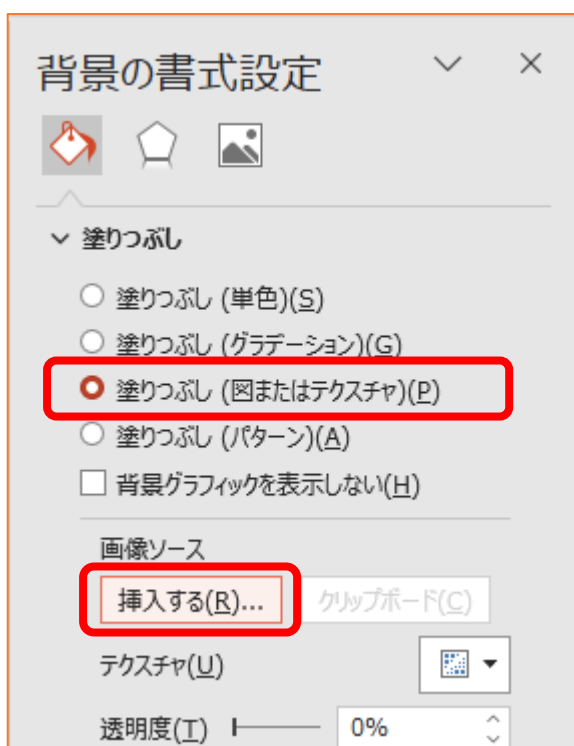 背景の書式設定
塗りつぶし
塗りつぶし (単色)(S)
塗りつぶし (グラデーション)(G)
塗りつぶし (図またはテクスチャ)(P)
塗りつぶし (パターン)(A)
背景グラフィックを表示しない(H)
画像ソース
挿入する(R)... クリップボード(C)
テクスチャ(U)
透明度(T) 0%